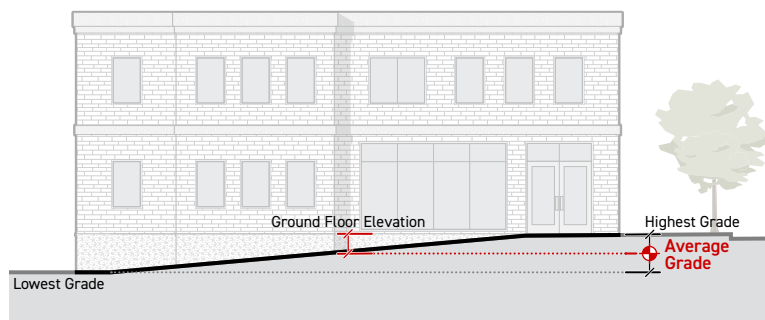 Ground Floor Elevation
Highest Grade
Average
Grade
Lowest Grade